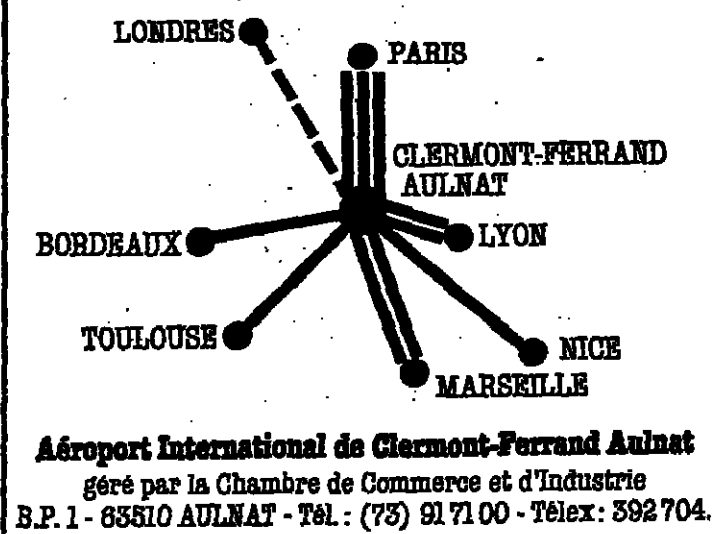 LONDRES
PARIS
CLERMONT-FERRAND
AULNAT
BORDEAUX
LYON
TOULOUSE
NICE
MARSEILLE
Aéroport International de Clermont-Ferrand Aulnat
géré par la Chambre de Commerce et d'Industrie
B.P. 1 - 63510 AULNAT - Tél. : (73) 91 71 00 - Télex : 392 704.